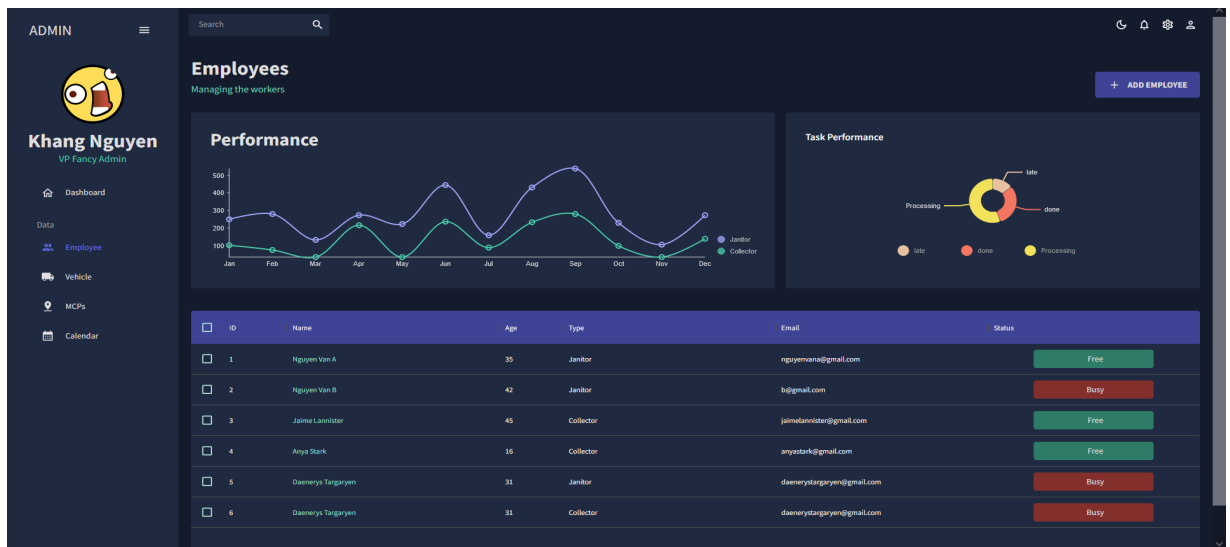 ADMIN
Search
Khang Nguyen
VP Fancy Admin
Dashboard
Data
Employee
Vehicle
MCPs
Calendar
Employees
Managing the workers
+ ADD EMPLOYEE
Performance
500
400
300
200
100
Jan Feb Mar Apr May Jun Jul Aug Sep Oct Nov Dec
Janitor
Collector
Task Performance
late
Processing
done
late done Processing
ID Name Age Type Email Status
1 Nguyen Van A 35 Janitor nguyenvana@gmail.com Free
2 Nguyen Van B 42 Janitor b@gmail.com Busy
3 Jaime Lannister 45 Collector jaimelannister@gmail.com Free
4 Anya Stark 16 Collector anyastark@gmail.com Free
5 Daenerys Targaryen 31 Janitor daenerystargaryen@gmail.com Busy
6 Daenerys Targaryen 31 Collector daenerystargaryen@gmail.com Busy